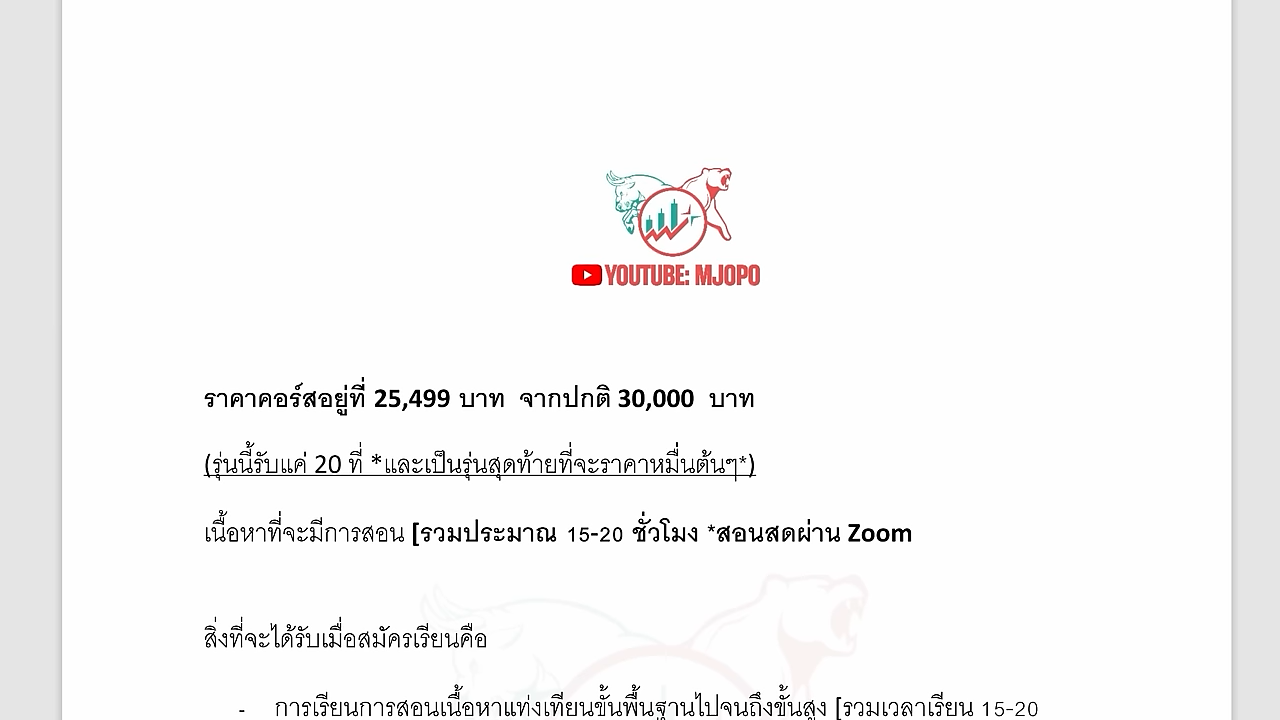 YOUTUBE: MJOPO
ราคาคอร์สอยู่ที่ 25,499 บาท จากปกติ 30,000 บาท
(รุ่นนี้รับแค่ 20 ที่ *และเป็นรุ่นสุดท้ายที่จะราคาหมื่นต้นๆ*)
เนื้อหาที่จะมีการสอน [รวมประมาณ 15-20 ชั่วโมง *สอนสดผ่าน Zoom
สิ่งที่จะได้รับเมื่อสมัครเรียนคือ
- การเรียนการสอนเนื้อหาแท่งเทียนขั้นพื้นฐานไปจนถึงขั้นสูง [รวมเวลาเรียน 15-20